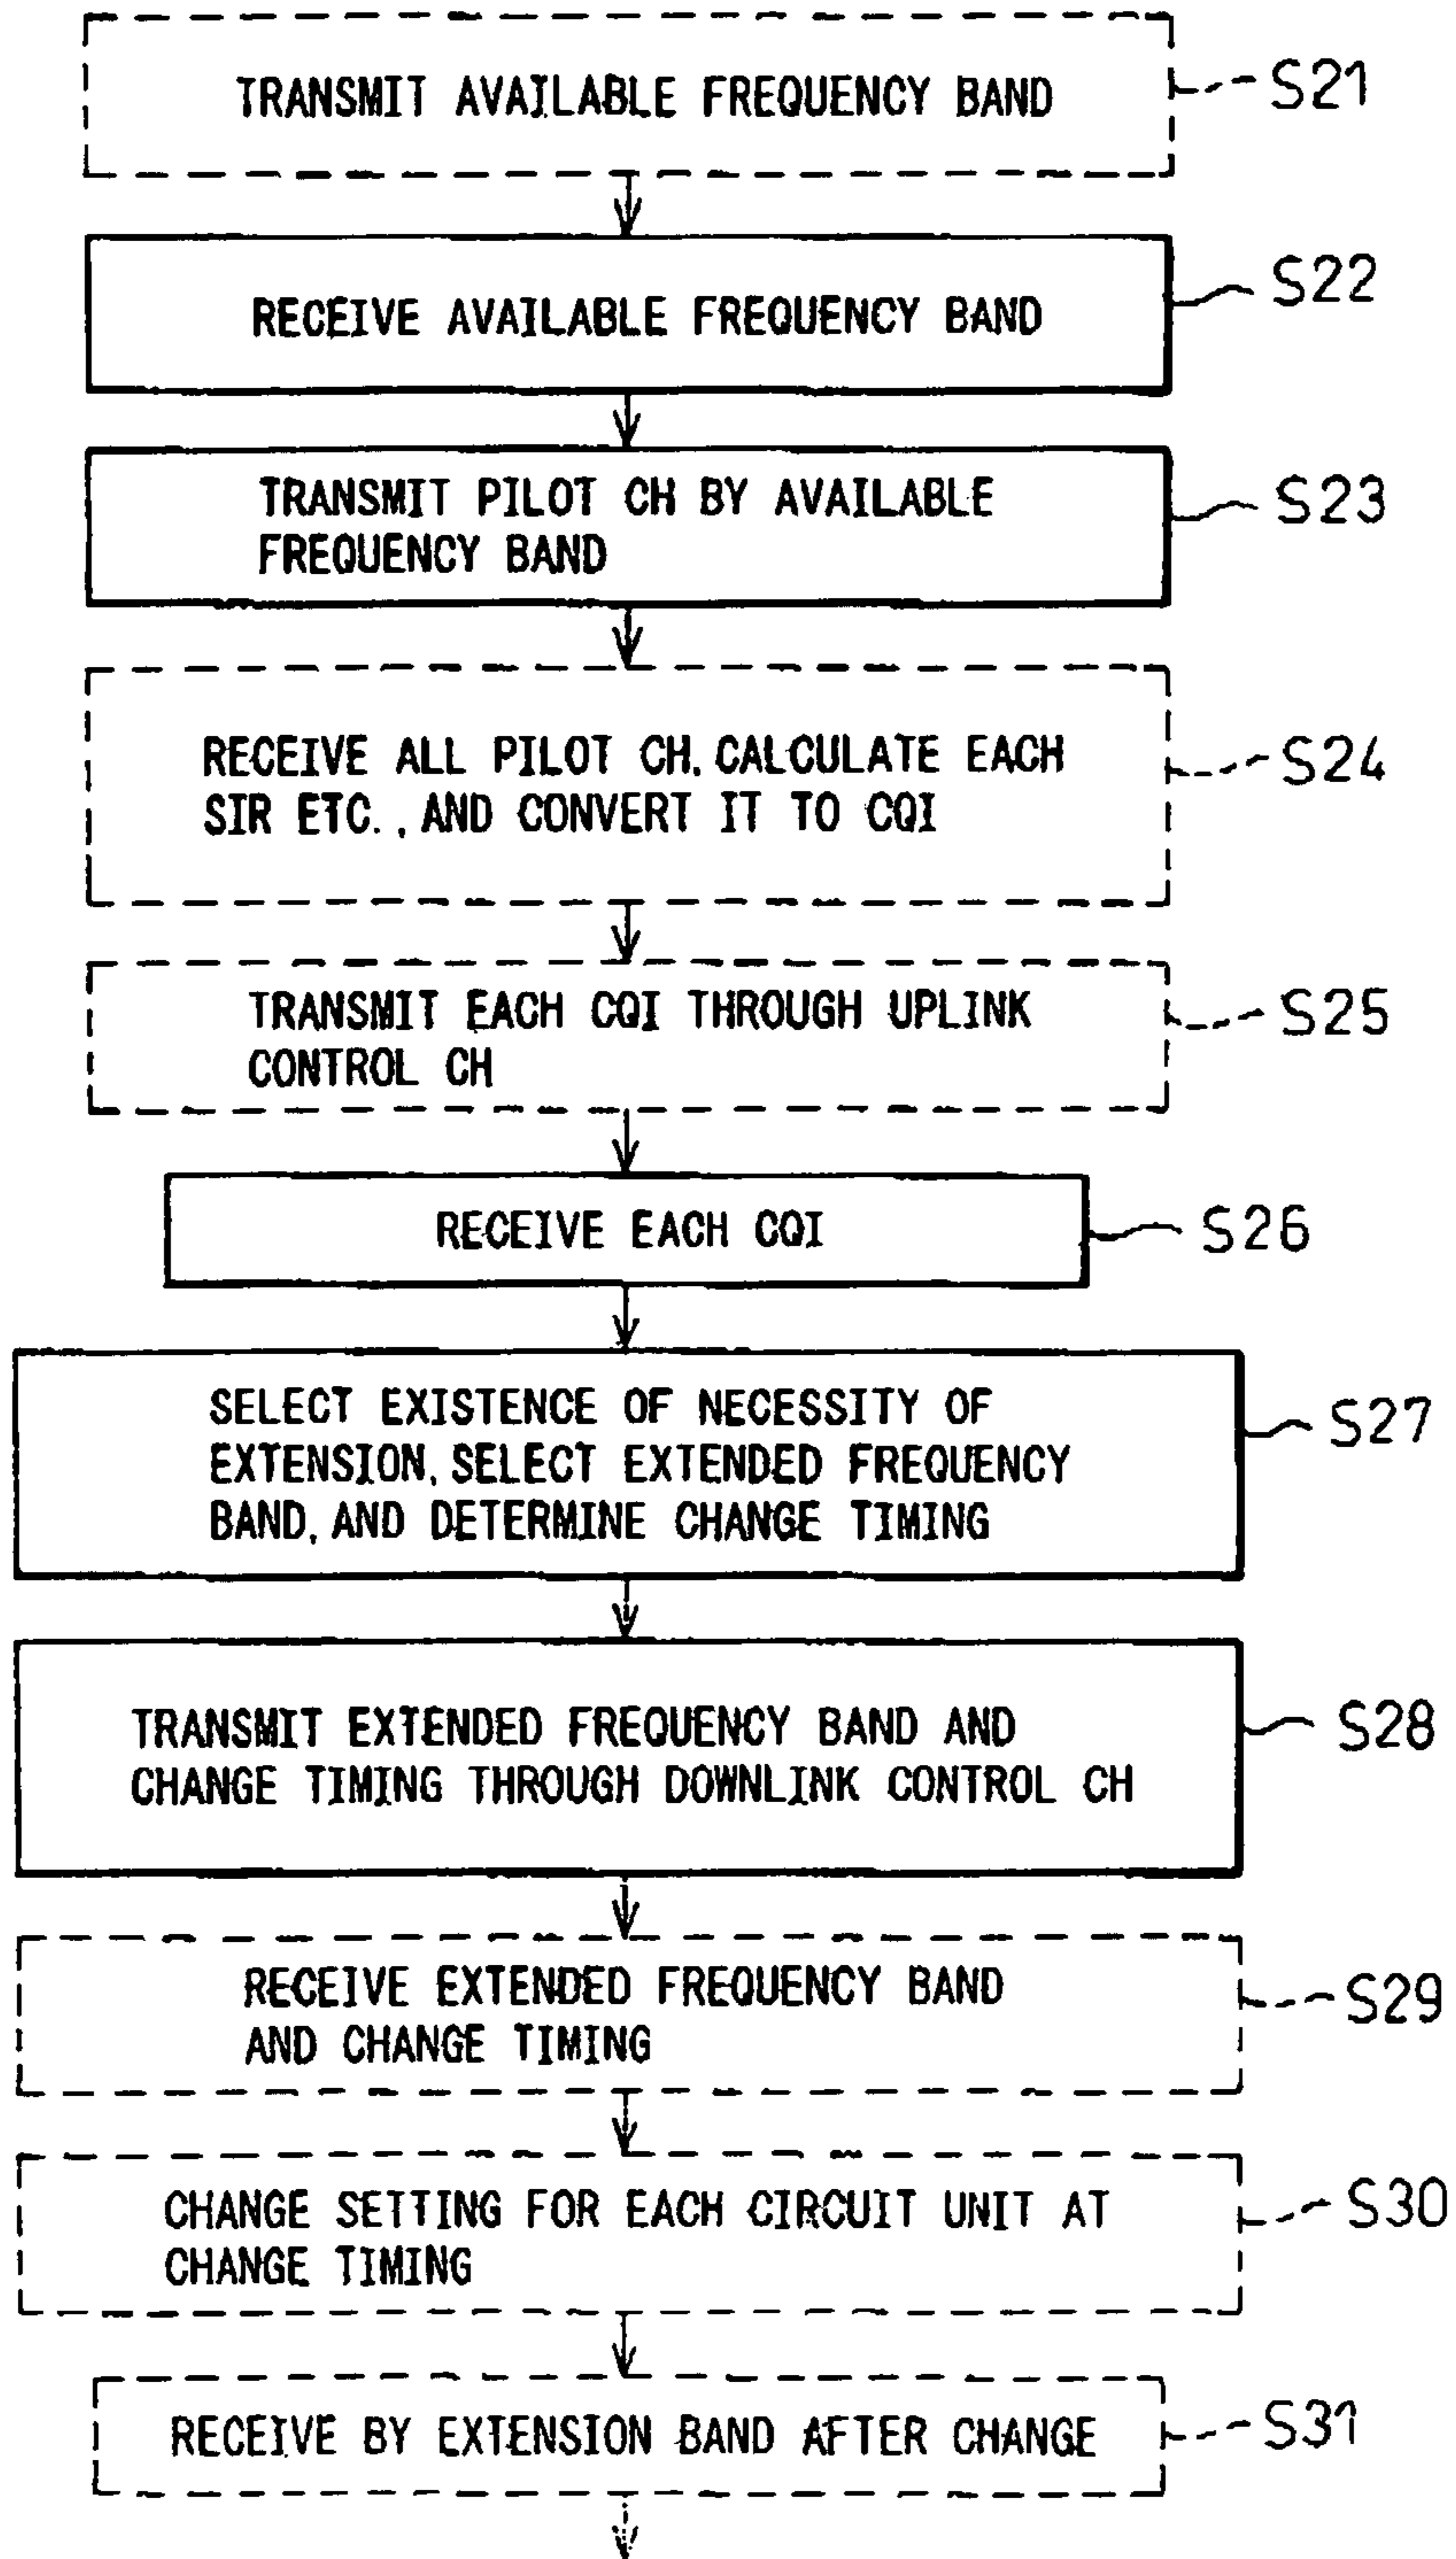 TRANSMIT AVAILABLE FREQUENCY BAND
S21
RECEIVE AVAILABLE FREQUENCY BAND
S22
TRANSMIT PILOT CH BY AVAILABLE
FREQUENCY BAND
S23
RECEIVE ALL PILOT CH, CALCULATE EACH
SIR ETC., AND CONVERT IT TO CQI
S24
TRANSMIT EACH CQI THROUGH UPLINK
CONTROL CH
S25
RECEIVE EACH CQI
S26
SELECT EXISTENCE OF NECESSITY OF
EXTENSION, SELECT EXTENDED FREQUENCY
BAND, AND DETERMINE CHANGE TIMING
S27
TRANSMIT EXTENDED FREQUENCY BAND AND
CHANGE TIMING THROUGH DOWNLINK CONTROL CH
S28
RECEIVE EXTENDED FREQUENCY BAND
AND CHANGE TIMING
S29
CHANGE SETTING FOR EACH CIRCUIT UNIT AT
CHANGE TIMING
S30
RECEIVE BY EXTENSION BAND AFTER CHANGE
S31